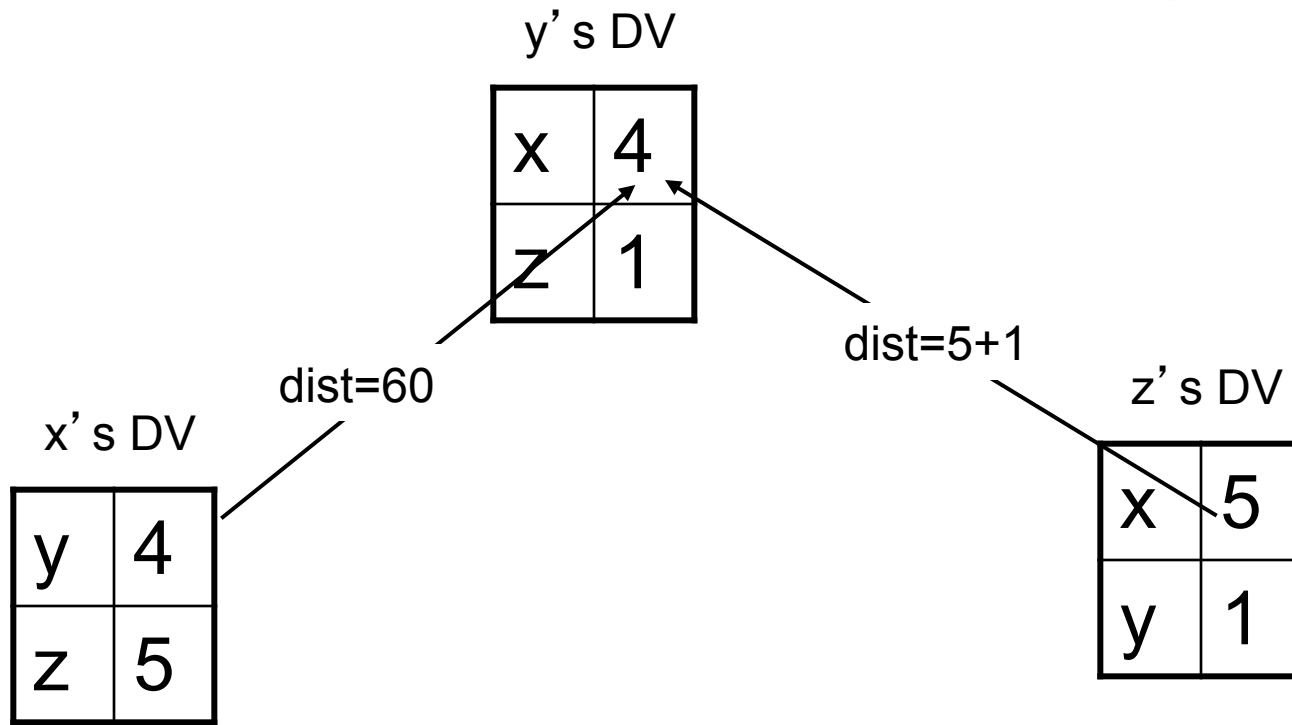 y’s DV
x 4
z 1
dist=5+1
dist=60
z’s DV
x’s DV
x 5
y 4
y 1
z 5